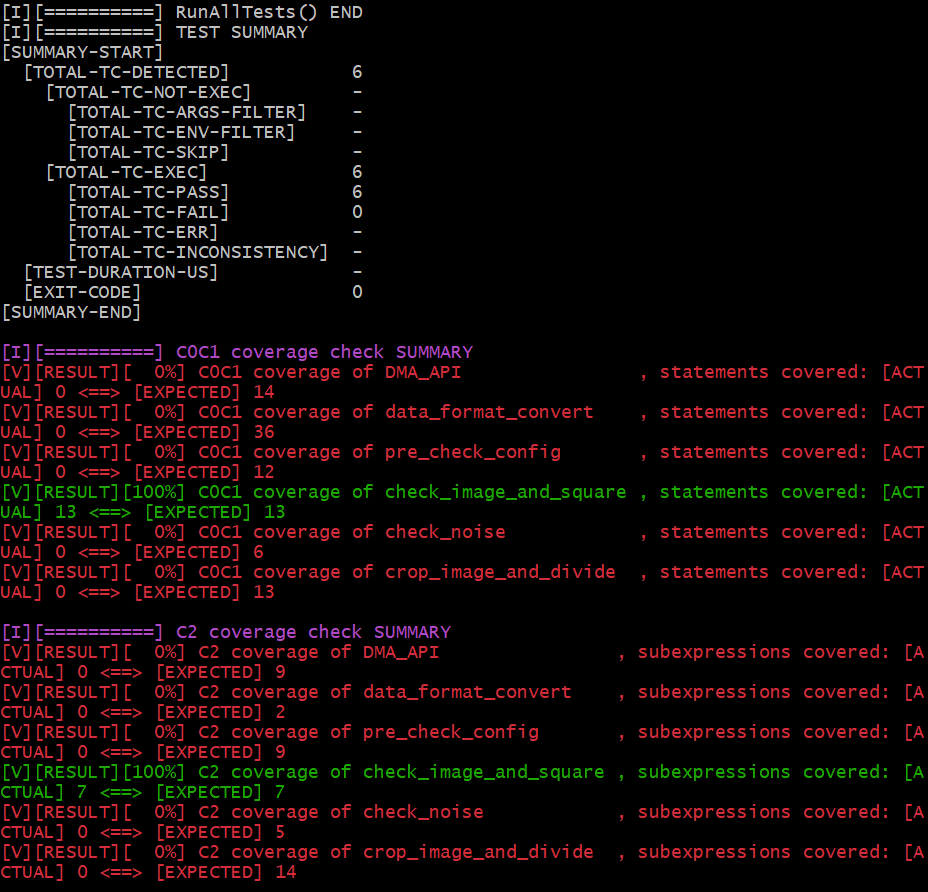 [I][==========] RunAllTests() END
[I][==========] TEST SUMMARY
[SUMMARY-START]
  [TOTAL-TC-DETECTED]           6
    [TOTAL-TC-NOT-EXEC]         -
      [TOTAL-TC-ARGS-FILTER]    -
      [TOTAL-TC-ENV-FILTER]     -
      [TOTAL-TC-SKIP]           -
    [TOTAL-TC-EXEC]             6
      [TOTAL-TC-PASS]           6
      [TOTAL-TC-FAIL]           0
      [TOTAL-TC-ERR]            -
      [TOTAL-TC-INCONSISTENCY]  -
  [TEST-DURATION-US]            -
  [EXIT-CODE]                   0
[SUMMARY-END]
[I][==========] C0C1 coverage check SUMMARY
[V][RESULT][  0%] C0C1 coverage of DMA_API                , statements covered: [ACT
UAL] 0 <==> [EXPECTED] 14
[V][RESULT][  0%] C0C1 coverage of data_format_convert    , statements covered: [ACT
UAL] 0 <==> [EXPECTED] 36
[V][RESULT][  0%] C0C1 coverage of pre_check_config       , statements covered: [ACT
UAL] 0 <==> [EXPECTED] 12
[V][RESULT][100%] C0C1 coverage of check_image_and_square , statements covered: [ACT
UAL] 13 <==> [EXPECTED] 13
[V][RESULT][  0%] C0C1 coverage of check_noise            , statements covered: [ACT
UAL] 0 <==> [EXPECTED] 6
[V][RESULT][  0%] C0C1 coverage of crop_image_and_divide  , statements covered: [ACT
UAL] 0 <==> [EXPECTED] 13
[I][==========] C2 coverage check SUMMARY
[V][RESULT][  0%] C2 coverage of DMA_API                , subexpressions covered: [A
CTUAL] 0 <==> [EXPECTED] 9
[V][RESULT][  0%] C2 coverage of data_format_convert    , subexpressions covered: [A
CTUAL] 0 <==> [EXPECTED] 2
[V][RESULT][  0%] C2 coverage of pre_check_config       , subexpressions covered: [A
CTUAL] 0 <==> [EXPECTED] 9
[V][RESULT][100%] C2 coverage of check_image_and_square , subexpressions covered: [A
CTUAL] 7 <==> [EXPECTED] 7
[V][RESULT][  0%] C2 coverage of check_noise            , subexpressions covered: [A
CTUAL] 0 <==> [EXPECTED] 5
[V][RESULT][  0%] C2 coverage of crop_image_and_divide  , subexpressions covered: [A
CTUAL] 0 <==> [EXPECTED] 14